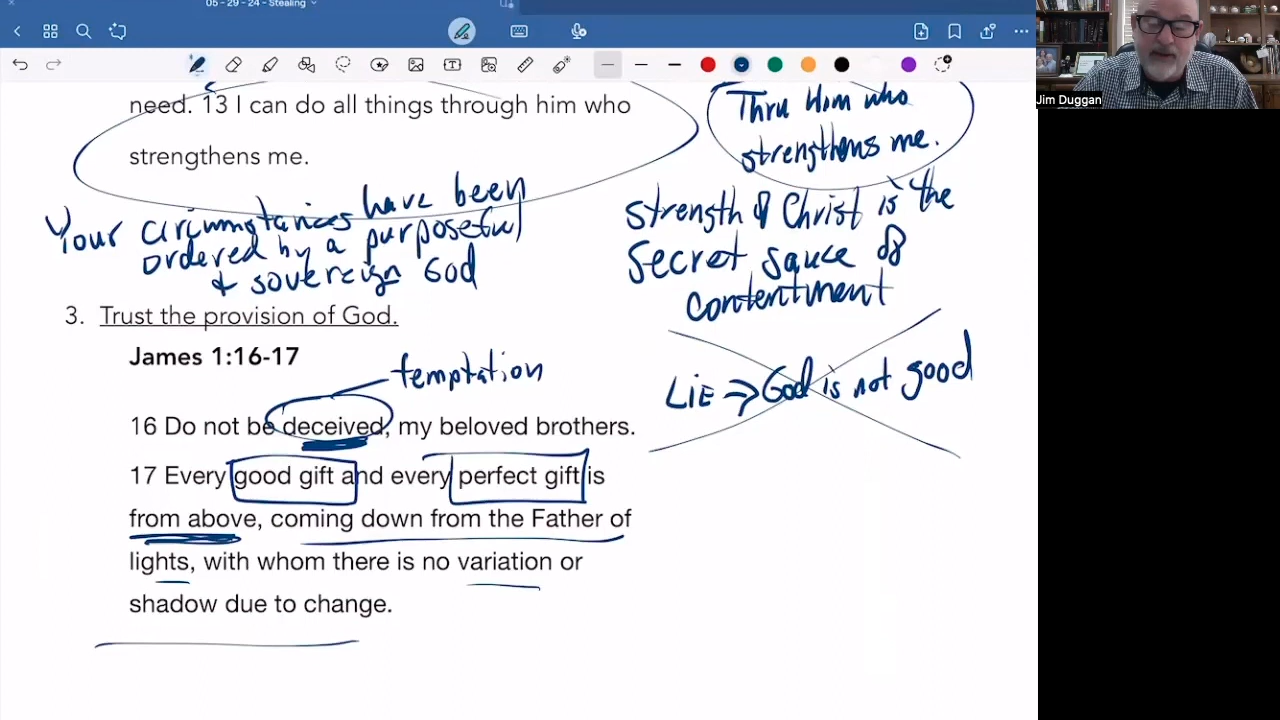 05 - 29 - 24 - Stealing
Jim Duggan
need. 13 I can do all things through him who
strengthens me.
Thru Him who
strengthens me.
Your circumstances have been
ordered by a purposeful
& sovereign God
strength of Christ is the
secret sauce of
contentment
3. Trust the provision of God.
James 1:16-17
temptation
LIE ⇒ God is not good
16 Do not be deceived, my beloved brothers.
17 Every good gift and every perfect gift is
from above, coming down from the Father of
lights, with whom there is no variation or
shadow due to change.